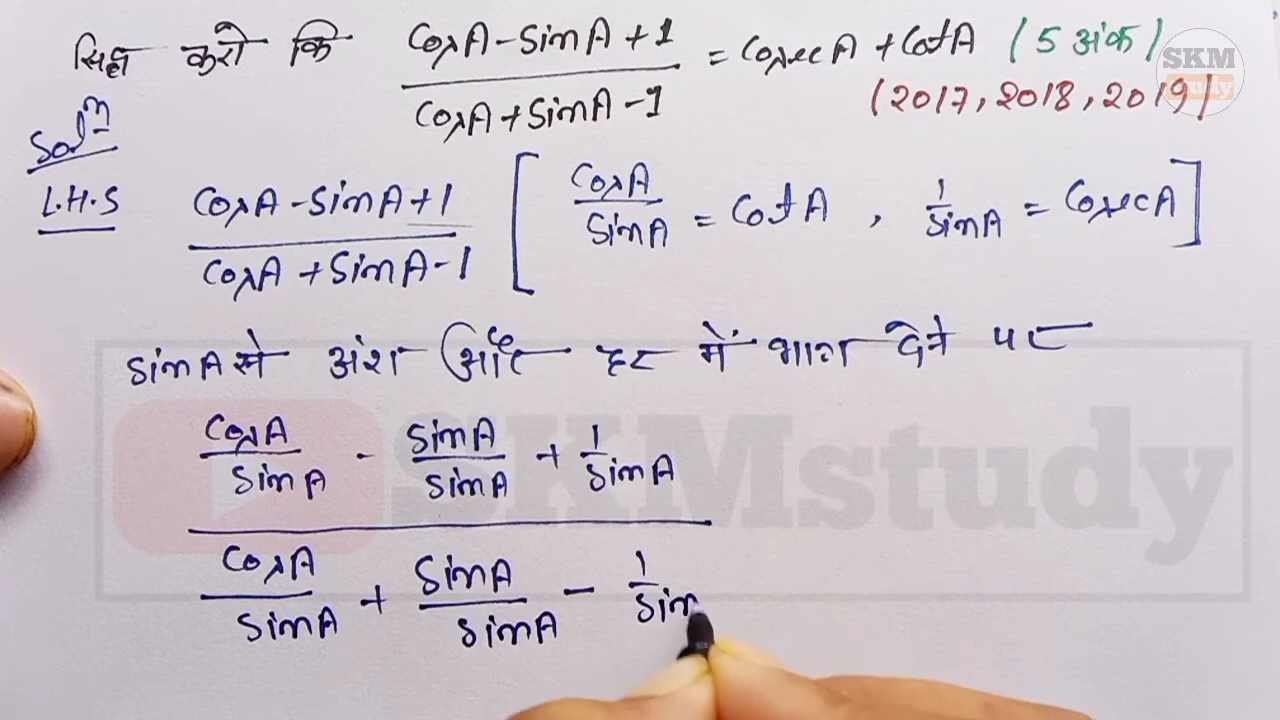 सिद्ध करो कि (cosA - sinA + 1)/(cosA + sinA - 1) = cosecA + cotA (5 अंक)
(2017, 2018, 2019)
SKM
Study
Solⁿ
L.H.S (cosA - sinA + 1)/(cosA + sinA - 1) [cosA/sinA = cotA , 1/sinA = cosecA]
sinA से अंश और हर में भाग देने पर
cosA/sinA - sinA/sinA + 1/sinA
cosA/sinA + sinA/sinA - 1/sin
SKMstudy